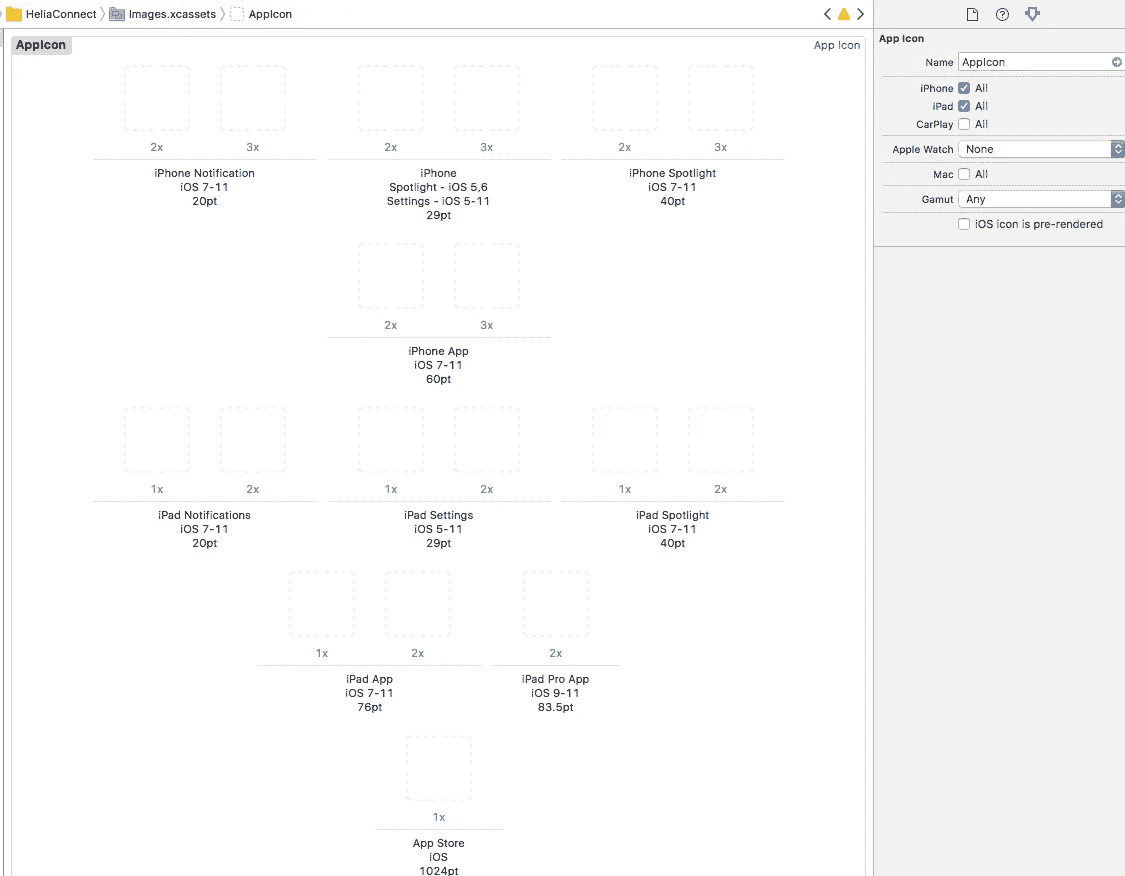 HeliaConnect Images.xcassets AppIcon
AppIcon
App Icon
2x 3x 2x 3x 2x 3x
iPhone Notification
iOS 7-11
20pt
iPhone
Spotlight - iOS 5,6
Settings - iOS 5-11
29pt
iPhone Spotlight
iOS 7-11
40pt
2x 3x
iPhone App
iOS 7-11
60pt
1x 2x 1x 2x 1x 2x
iPad Notifications
iOS 7-11
20pt
iPad Settings
iOS 5-11
29pt
iPad Spotlight
iOS 7-11
40pt
1x 2x 2x
iPad App
iOS 7-11
76pt
iPad Pro App
iOS 9-11
83.5pt
1x
App Store
iOS
1024pt
App Icon
Name AppIcon
iPhone All
iPad All
CarPlay All
Apple Watch None
Mac All
Gamut Any
iOS icon is pre-rendered